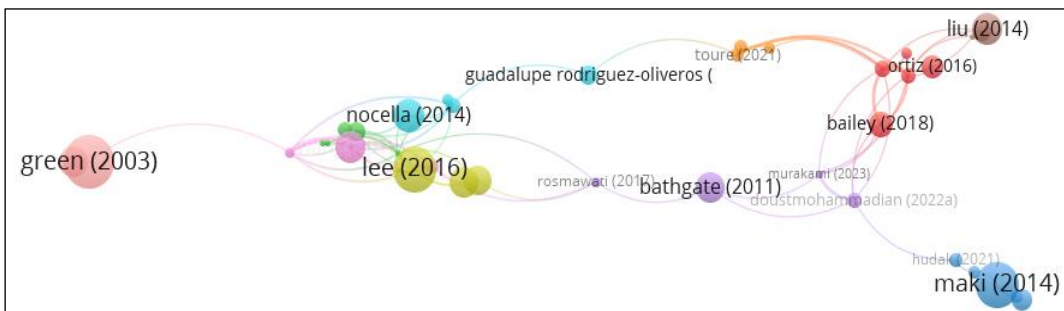 liu (2014)
toure (2021)
ortiz (2016)
guadalupe rodriguez-oliveros (
nocella (2014)
bailey (2018)
green (2003)
lee (2016)
murakami (2023)
rosmawati (2017)
bathgate (2011)
doustmohammadian (2022a)
hudak (2021)
maki (2014)